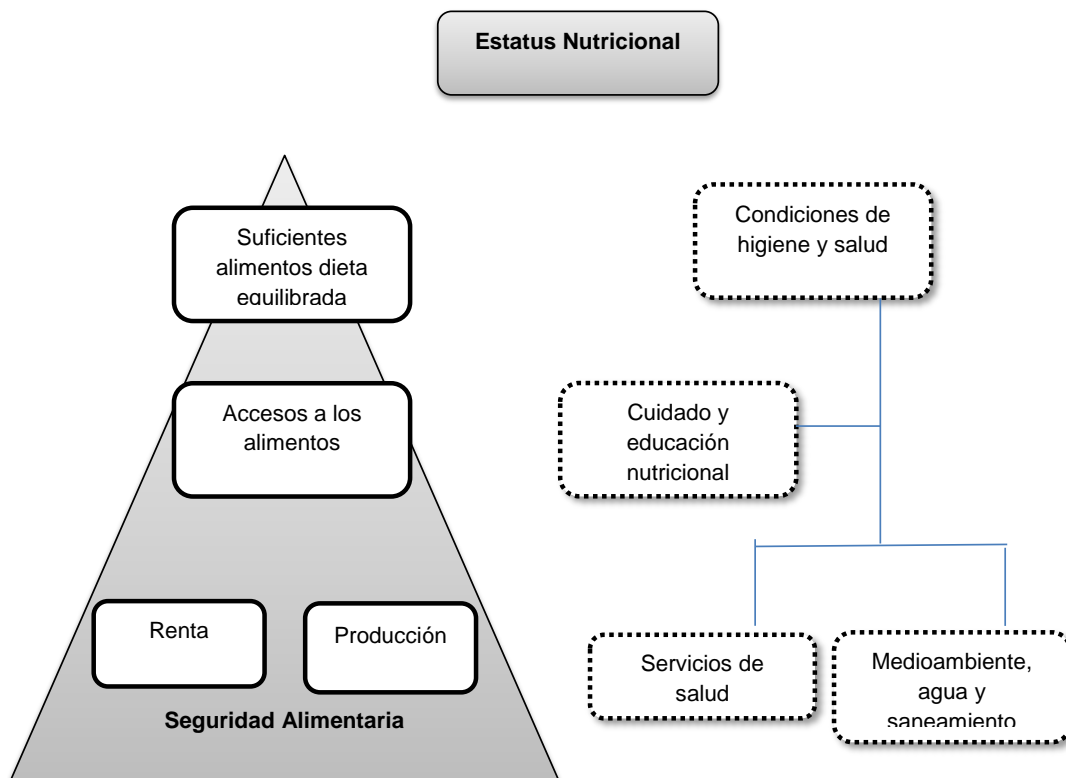 Estatus Nutricional
Suficientes
alimentos dieta
equilibrada
Accesos a los
alimentos
Renta
Producción
Seguridad Alimentaria
Condiciones de
higiene y salud
Cuidado y
educación
nutricional
Servicios de
salud
Medioambiente,
agua y
saneamiento